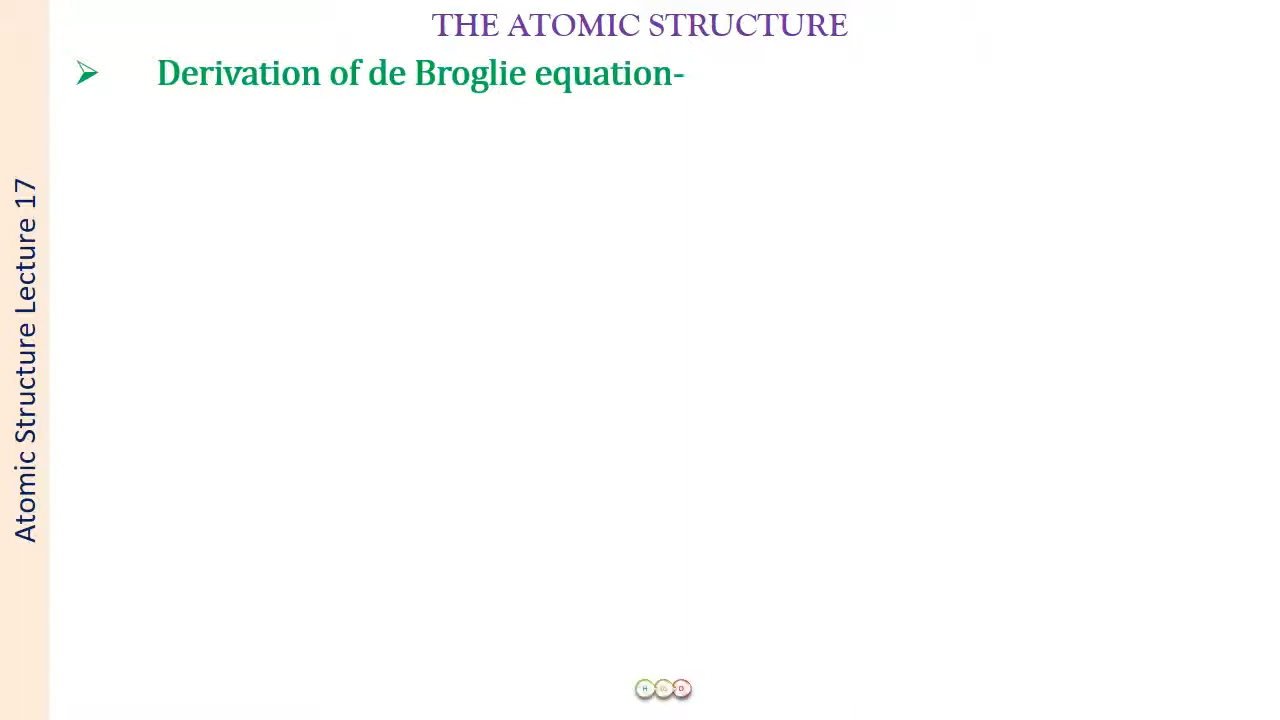 THE ATOMIC STRUCTURE
Derivation of de Broglie equation-
Atomic Structure Lecture 17
H
D